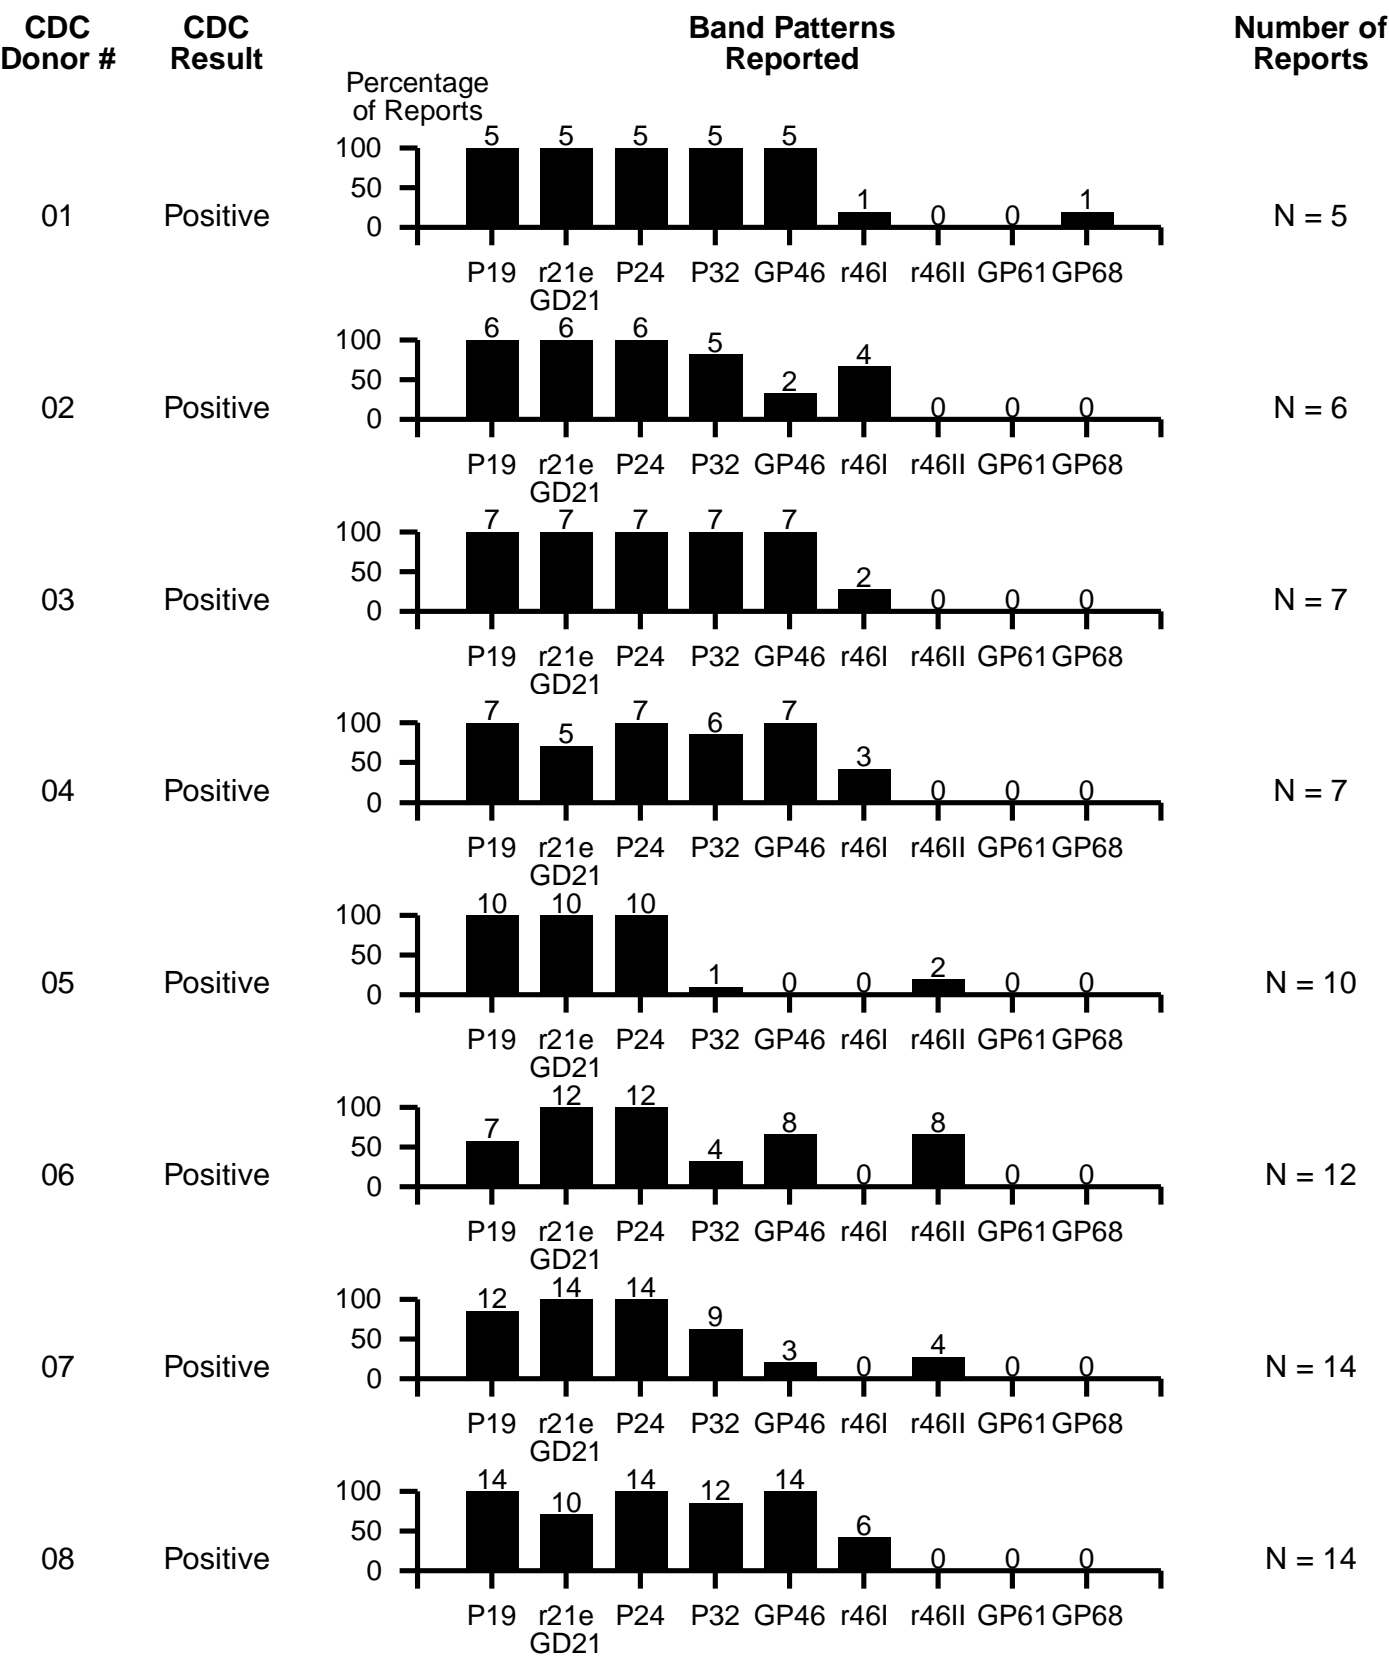 CDC CDC Band Patterns Number of
Donor # Result Reported Reports
Percentage
of Reports
5 5 5 5 5
100
50
1 0 0 1
0
01 Positive N = 5
P19 r21e P24 P32 GP46 r46I r46II GP61 GP68
GD21
6 6 6 5 2 4 0 0 0
100
50
0
02 Positive N = 6
P19 r21e P24 P32 GP46 r46I r46II GP61 GP68
GD21
7 7 7 7 7 2 0 0 0
100
50
0
03 Positive N = 7
P19 r21e P24 P32 GP46 r46I r46II GP61 GP68
GD21
7 5 7 6 7 3 0 0 0
100
50
0
04 Positive N = 7
P19 r21e P24 P32 GP46 r46I r46II GP61 GP68
GD21
10 10 10 1 0 0 2 0 0
100
50
0
05 Positive N = 10
P19 r21e P24 P32 GP46 r46I r46II GP61 GP68
GD21
7 12 12 4 8 0 8 0 0
100
50
0
06 Positive N = 12
P19 r21e P24 P32 GP46 r46I r46II GP61 GP68
GD21
12 14 14 9 3 0 4 0 0
100
50
0
07 Positive N = 14
P19 r21e P24 P32 GP46 r46I r46II GP61 GP68
GD21
14 10 14 12 14 6 0 0 0
100
50
0
08 Positive N = 14
P19 r21e P24 P32 GP46 r46I r46II GP61 GP68
GD21